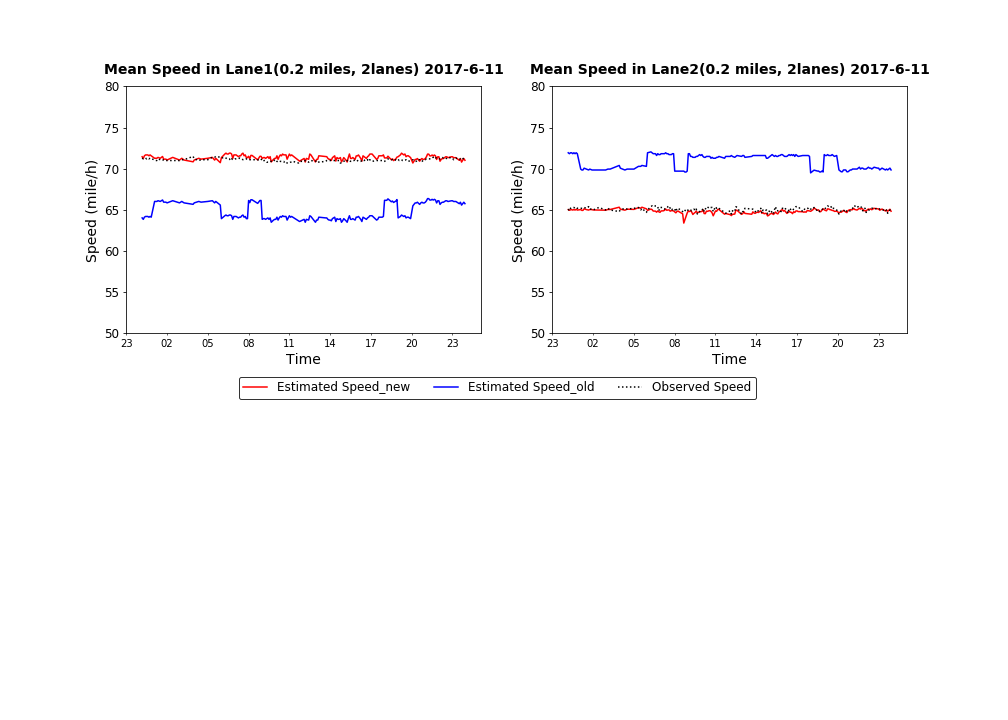 Mean Speed in Lane1(0.2 miles, 2lanes) 2017-6-11
80
75
70
65
60
55
50
Speed (mile/h)
23 02 05 08 11 14 17 20 23
Time
Mean Speed in Lane2(0.2 miles, 2lanes) 2017-6-11
80
75
70
65
60
55
50
Speed (mile/h)
23 02 05 08 11 14 17 20 23
Time
Estimated Speed_new Estimated Speed_old Observed Speed